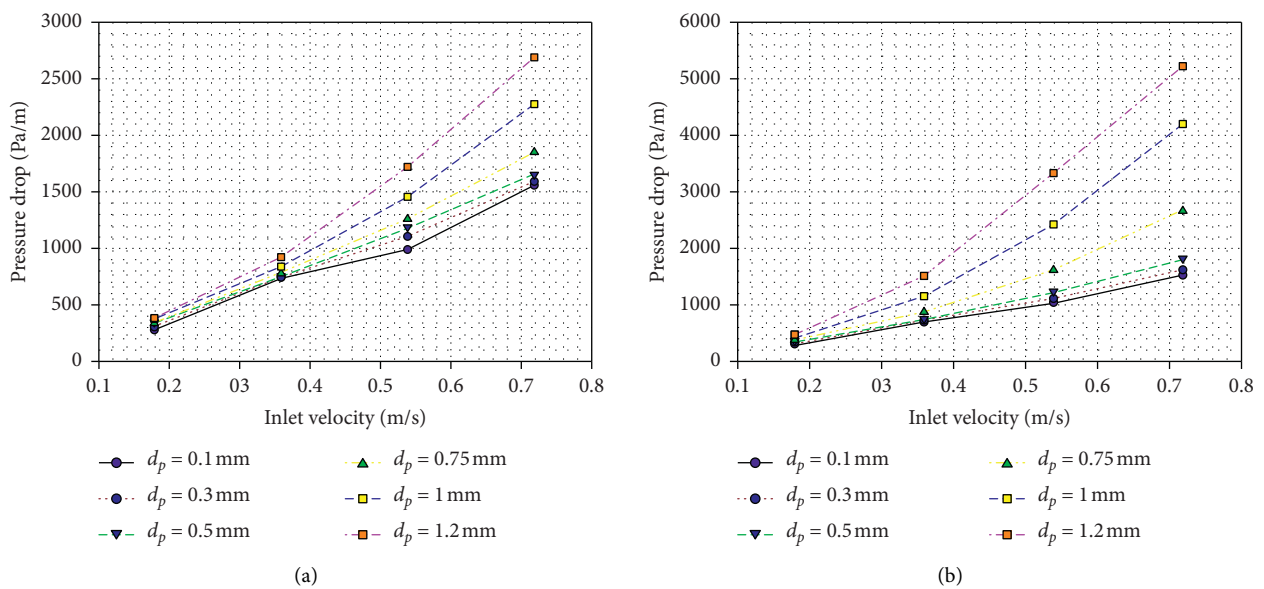 Pressure drop (Pa/m)
3000
2500
2000
1500
1000
500
0
0.1 0.2 03 0.4 0.5 0.6 0.7 0.8
Inlet velocity (m/s)
dp = 0.1 mm
dp = 0.3 mm
dp = 0.5 mm
dp = 0.75 mm
dp = 1 mm
dp = 1.2 mm
(a)
Pressure drop (Pa/m)
6000
5000
4000
3000
2000
1000
0
0.1 0.2 03 0.4 0.5 0.6 0.7 0.8
Inlet velocity (m/s)
dp = 0.1 mm
dp = 0.3 mm
dp = 0.5 mm
dp = 0.75 mm
dp = 1 mm
dp = 1.2 mm
(b)